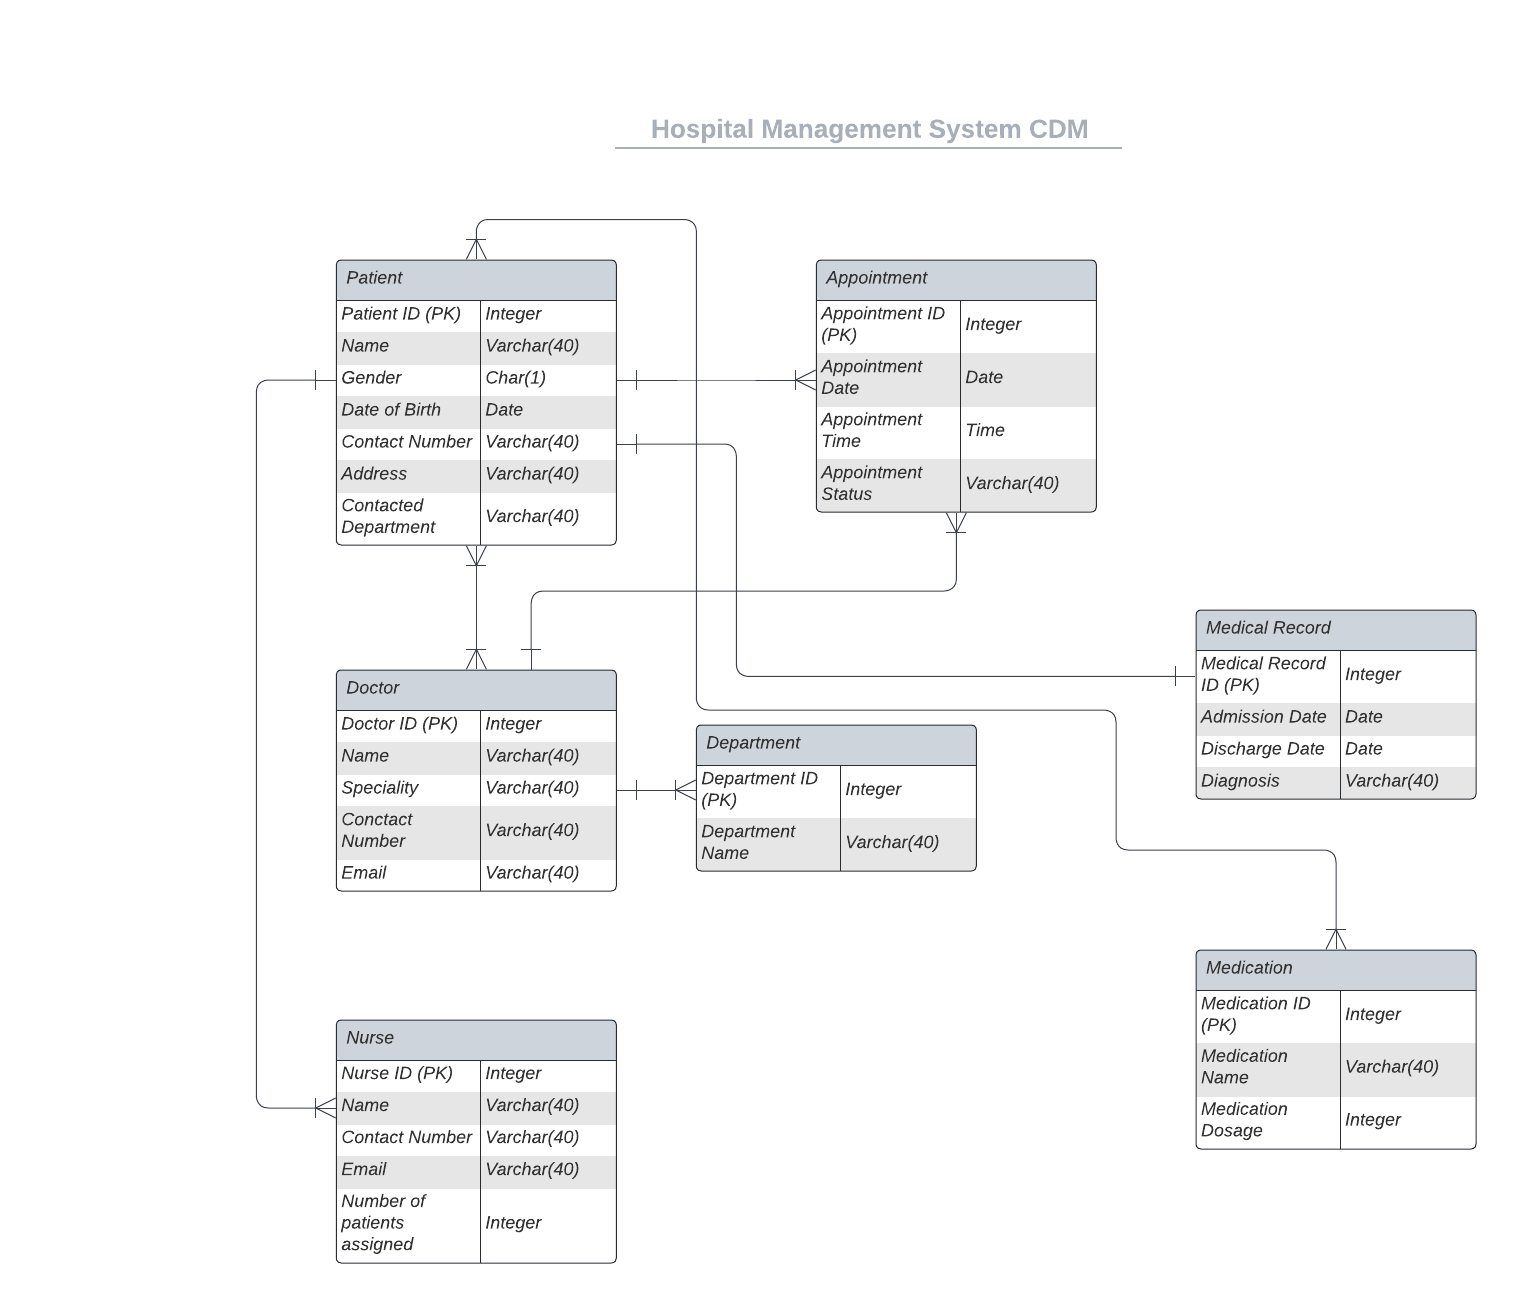 Hospital Management System CDM
Patient
Patient ID (PK) Integer
Name Varchar(40)
Gender Char(1)
Date of Birth Date
Contact Number Varchar(40)
Address Varchar(40)
Contacted
Department
Varchar(40)
Appointment
Appointment ID
(PK)
Integer
Appointment
Date
Date
Appointment
Time
Time
Appointment
Status
Varchar(40)
Medical Record
Medical Record
ID (PK)
Integer
Admission Date Date
Discharge Date Date
Diagnosis Varchar(40)
Doctor
Doctor ID (PK) Integer
Name Varchar(40)
Speciality Varchar(40)
Conctact
Number
Varchar(40)
Email Varchar(40)
Department
Department ID
(PK)
Integer
Department
Name
Varchar(40)
Medication
Medication ID
(PK)
Integer
Medication
Name
Varchar(40)
Medication
Dosage
Integer
Nurse
Nurse ID (PK) Integer
Name Varchar(40)
Contact Number Varchar(40)
Email Varchar(40)
Number of
patients
assigned
Integer